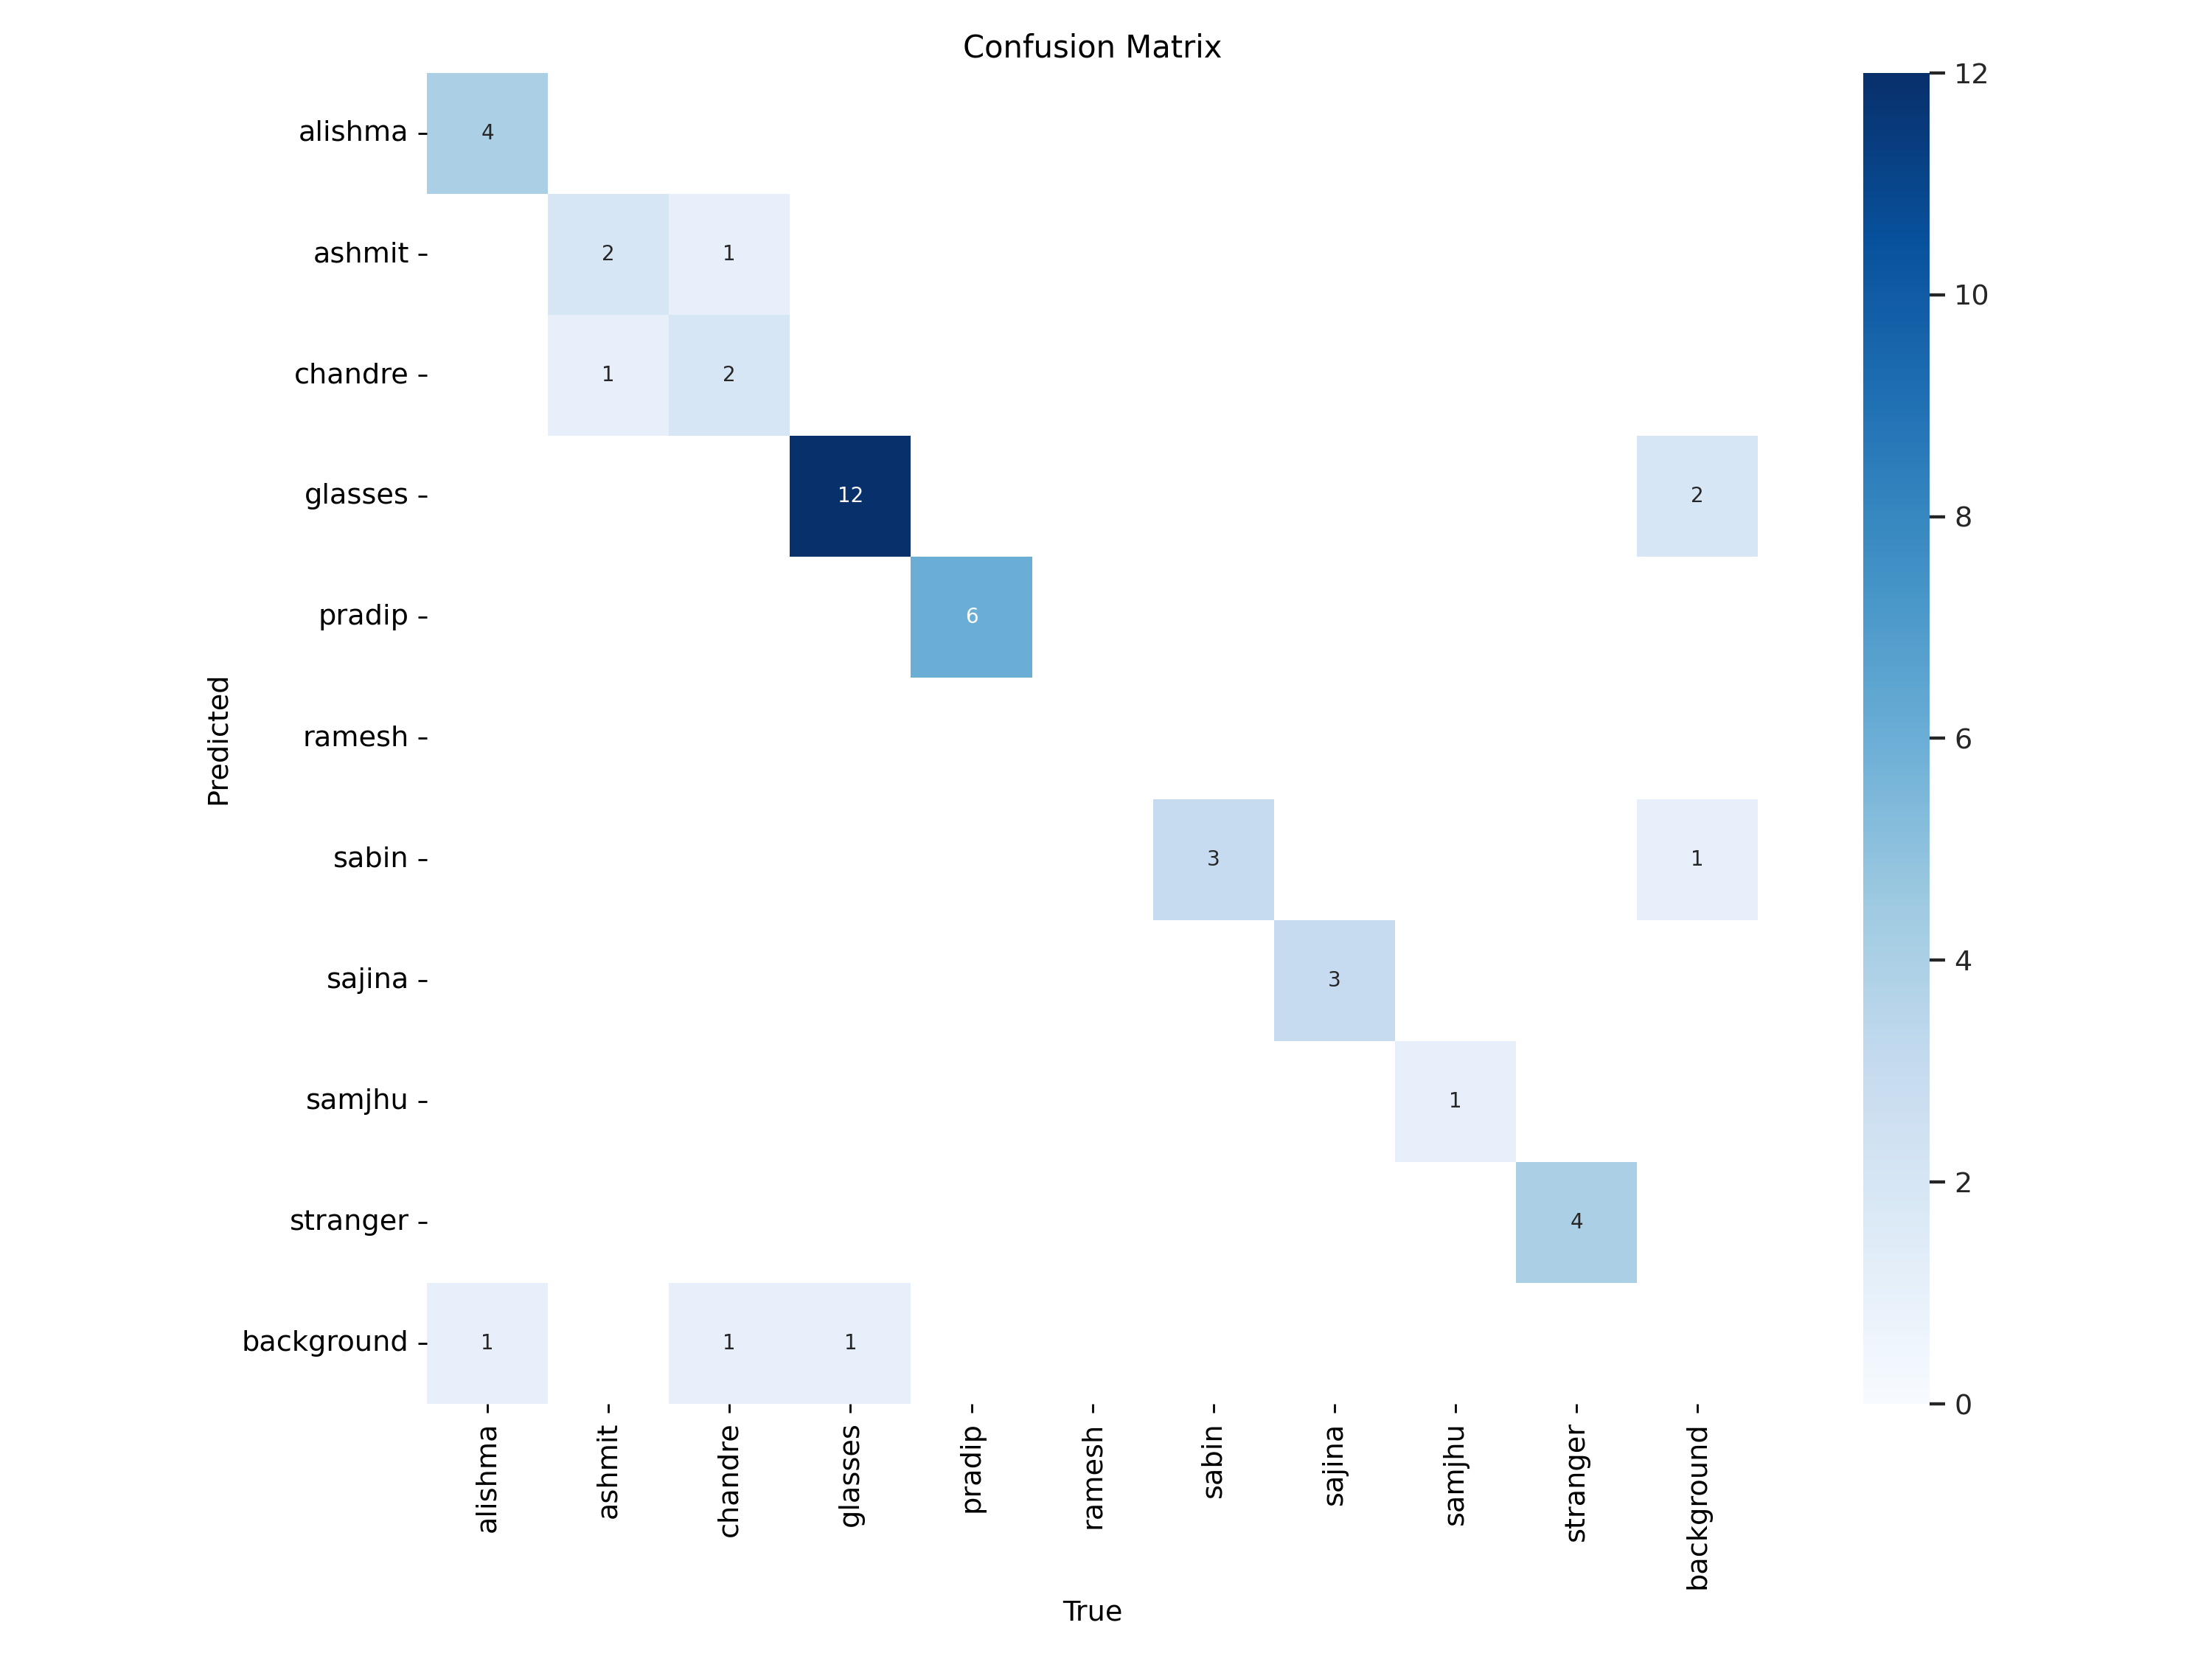 Confusion Matrix
alishma
ashmit
chandre
glasses
pradip
ramesh
sabin
sajina
samjhu
stranger
background
Predicted
4
2 1
1 2
12 2
6
3 1
3
1
4
1 1 1
alishma
ashmit
chandre
glasses
pradip
ramesh
sabin
sajina
samjhu
stranger
background
True
12
10
8
6
4
2
0